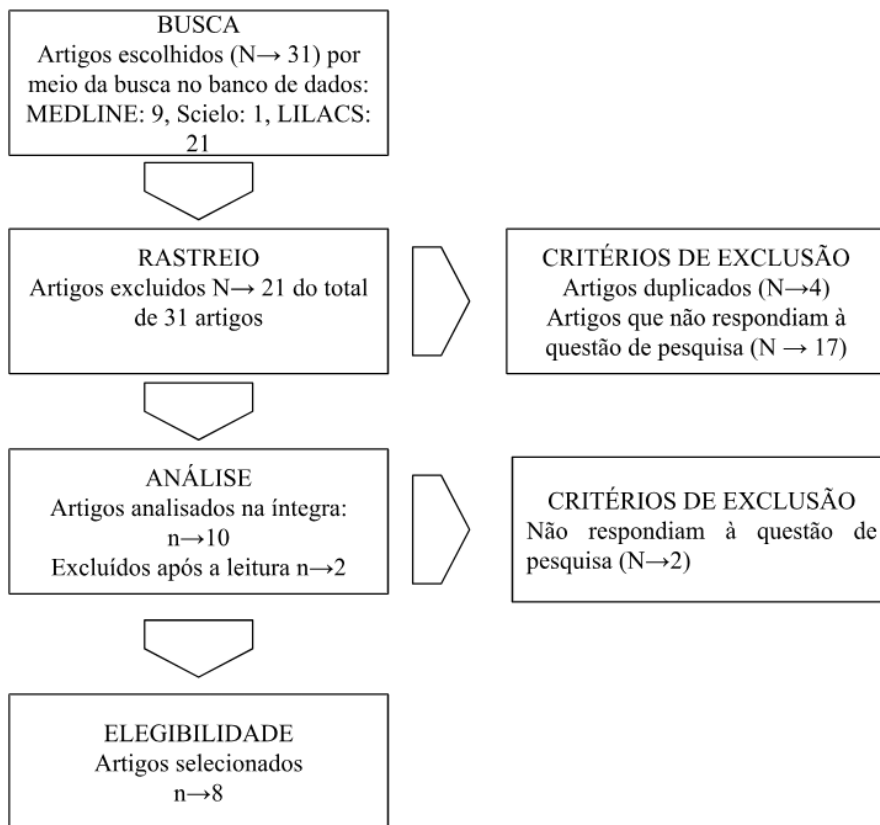 BUSCA
Artigos escolhidos (N→ 31) por
meio da busca no banco de dados:
MEDLINE: 9, Scielo: 1, LILACS:
21
RASTREIO
Artigos excluidos N→ 21 do total
de 31 artigos
CRITÉRIOS DE EXCLUSÃO
Artigos duplicados (N→4)
Artigos que não respondiam à
questão de pesquisa (N → 17)
ANÁLISE
Artigos analisados na íntegra:
n→10
Excluídos após a leitura n→2
CRITÉRIOS DE EXCLUSÃO
Não respondiam à questão de
pesquisa (N→2)
ELEGIBILIDADE
Artigos selecionados
n→8